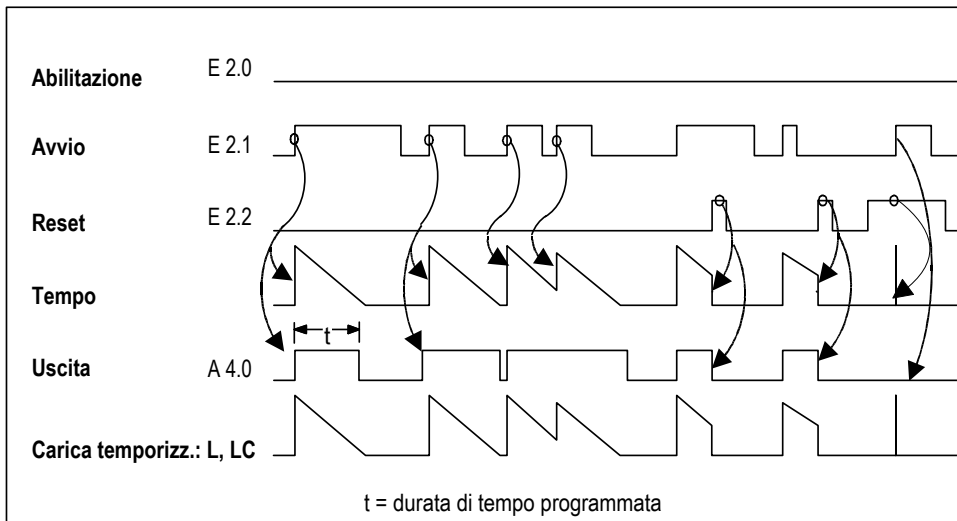 Abilitazione E 2.0
Avvio E 2.1
Reset E 2.2
Tempo
t
Uscita A 4.0
Carica temporizz.: L, LC
t = durata di tempo programmata